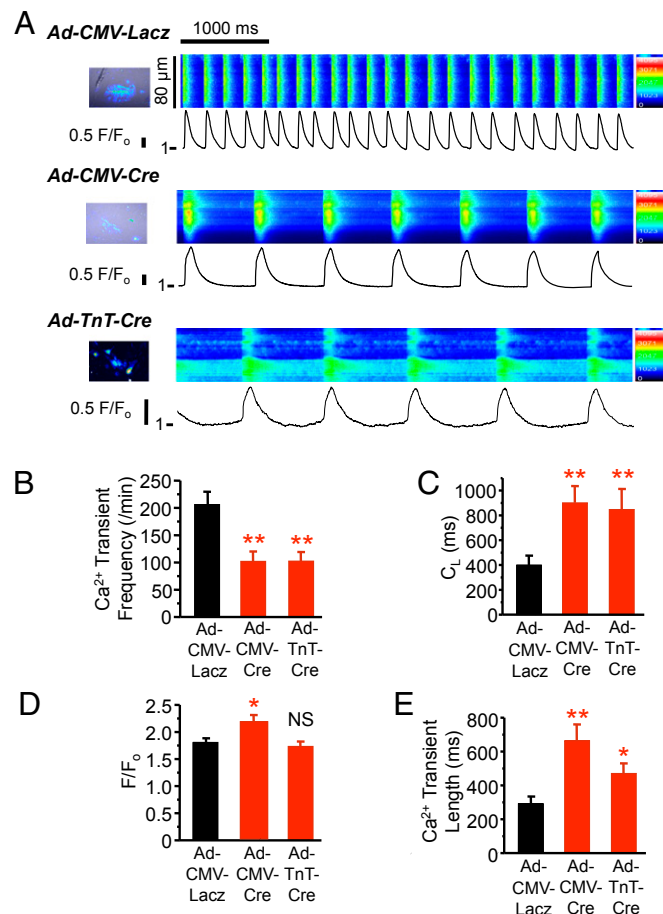 A
Ad-CMV-Lacz
1000 ms
80 µm
0
0.5 F/Fo
1
Ad-CMV-Cre
0
0.5 F/Fo
1
Ad-TnT-Cre
0
0.5 F/Fo
1
B
Ca2+ Transient
Frequency (/min)
250
200
150
100
50
0
**
**
Ad-
CMV-
Lacz
Ad-
CMV-
Cre
Ad-
TnT-
Cre
C
CL (ms)
1000
800
600
400
200
0
**
**
Ad-
CMV-
Lacz
Ad-
CMV-
Cre
Ad-
TnT-
Cre
D
F/Fo
2.5
2.0
1.5
1.0
0.5
0.0
*
NS
Ad-
CMV-
Lacz
Ad-
CMV-
Cre
Ad-
TnT-
Cre
E
Ca2+ Transient
Length (ms)
800
600
400
300
0
**
*
Ad-
CMV-
Lacz
Ad-
CMV-
Cre
Ad-
TnT-
Cre